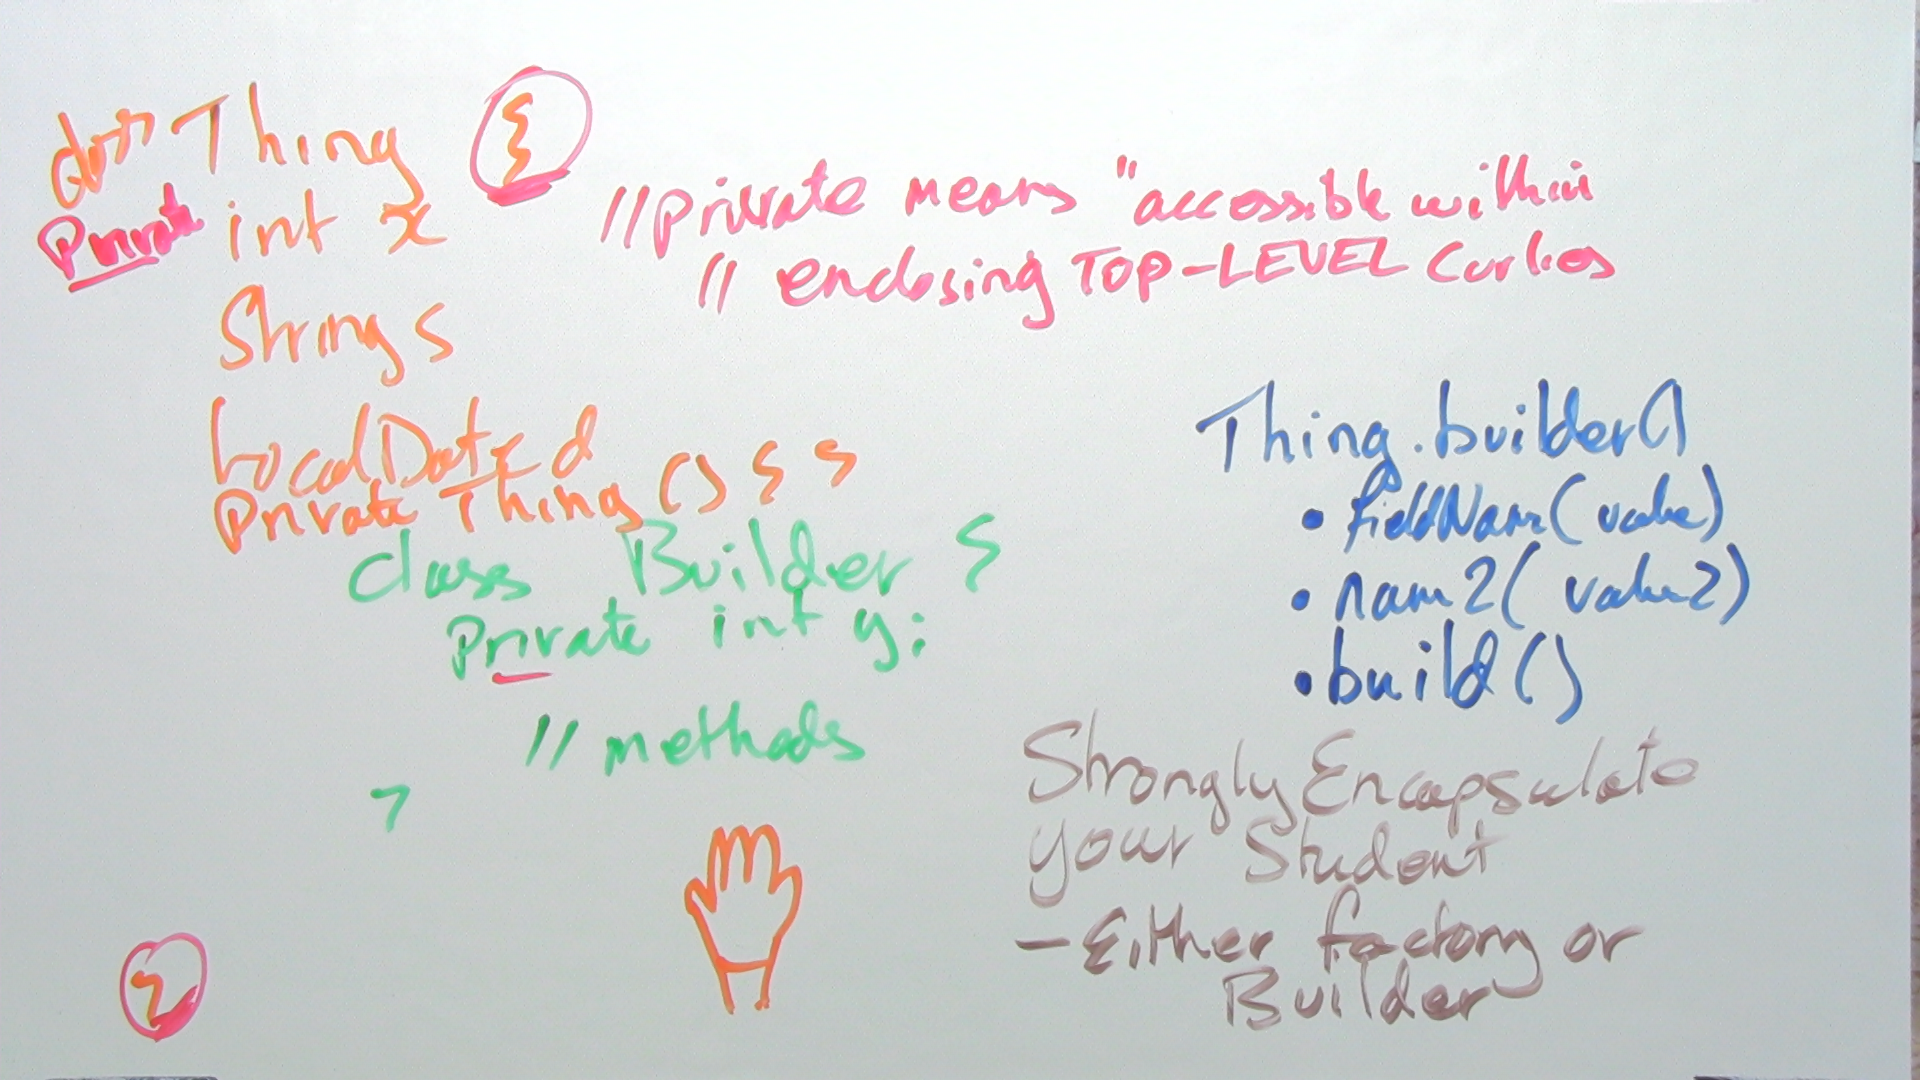 class Thing {
private int x
String s
LocalDate d
private Thing () { }
class Builder {
private int y;
// methods
}
}
// private means "accessible within
// enclosing TOP-LEVEL curlies
Thing.builder()
• fieldName( value)
• name2( value2)
• build()
Strongly Encapsulate
your Student
- Either factory or
Builder